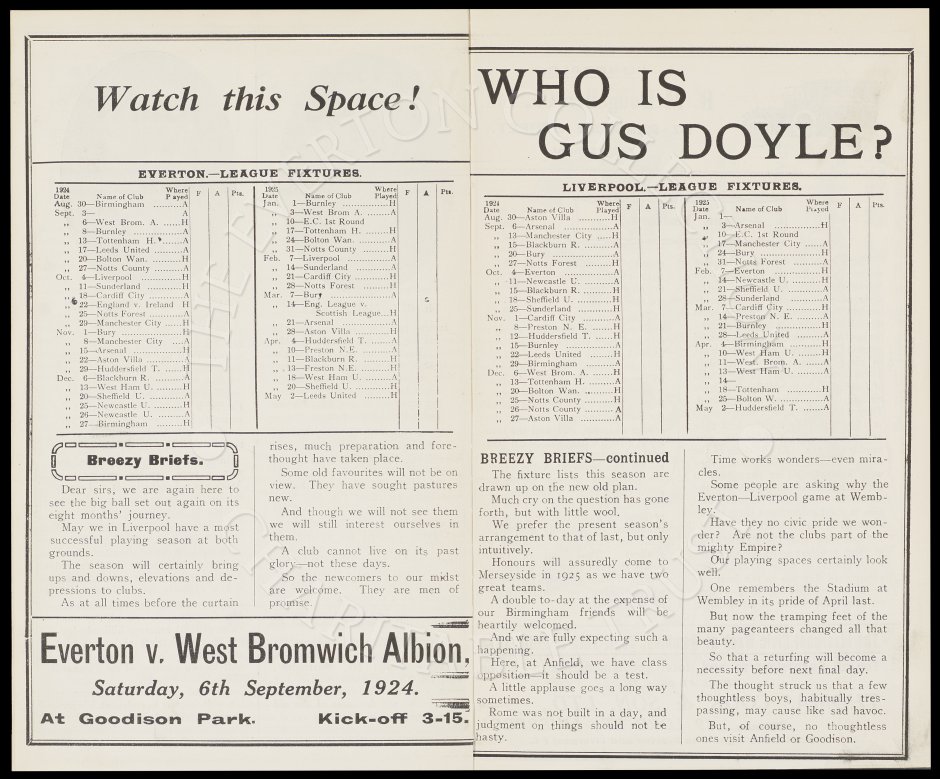 Watch this Space!
EVERTON.—LEAGUE FIXTURES.
1924 Date Name of Club Where Played F A Pts.
Aug. 30—Birmingham ............A
Sept. 3— A
„ 6—West Brom. A. ......H
„ 8—Burnley ...............A
„ 13—Tottenham H. .........A
„ 17—Leeds United .........H
„ 20—Bolton Wan. .........H
„ 27—Notts County .........A
Oct. 4—Liverpool ............H
„ 11—Sunderland ............H
„ 18—Cardiff City ............A
„ 22—England v. Ireland H
„ 25—Notts Forest .........A
„ 29—Manchester City ......H
Nov. 1—Bury ..................H
„ 8—Manchester City ...A
„ 15—Arsenal ...............H
„ 22—Aston Villa ............A
„ 29—Huddersfield T. ......H
Dec. 6—Blackburn R. .........A
„ 13—West Ham U. .........H
„ 20—Sheffield U. ............A
„ 25—Newcastle U. .........H
„ 26—Newcastle U. .........A
„ 27—Birmingham .........H
1925 Date Name of Club Where Played F A Pts.
Jan. 1—Burnley ...............H
„ 3—West Brom A. .........A
„ 10—E.C. 1st Round
„ 17—Tottenham H. .........H
„ 24—Bolton Wan. .........A
„ 31—Notts County .........H
Feb. 7—Liverpool ............A
„ 14—Sunderland ............A
„ 21—Cardiff City ............H
„ 28—Notts Forest .........H
Mar. 7—Bury ..................A
„ 14—Eng. League v.
Scottish League...H
„ 21—Arsenal ...............A
„ 28—Aston Villa ............H
Apr. 4—Huddersfield T. ......A
„ 10—Preston N.E. .........A
„ 11—Blackburn R. .........H
„ 13—Preston N.E. .........H
„ 18—West Ham U. .........A
„ 20—Sheffield U. ............H
May 2—Leeds United .........H
Breezy Briefs.
Dear sirs, we are again here to
see the big ball set out again on its
eight months' journey.
May we in Liverpool have a most
successful playing season at both
grounds.
The season will certainly bring
ups and downs, elevations and de-
pressions to clubs.
As at all times before the curtain
rises, much preparation and fore-
thought have taken place.
Some old favourites will not be on
view. They have sought pastures
new.
And though we will not see them
we will still interest ourselves in
them.
A club cannot live on its past
glory—not these days.
So the newcomers to our midst
are welcome. They are men of
promise.
Everton v. West Bromwich Albion,
Saturday, 6th September, 1924.
At Goodison Park. Kick-off 3-15.
WHO IS
GUS DOYLE?
LIVERPOOL.—LEAGUE FIXTURES.
1924 Date Name of Club Where Played F A Pts.
Aug. 30—Aston Villa ............H
Sept. 6—Arsenal ...............A
„ 13—Manchester City ......H
„ 15—Blackburn R. .........A
„ 20—Bury ..................A
„ 27—Notts Forest .........H
Oct. 4—Everton ...............A
„ 11—Newcastle U. .........A
„ 15—Blackburn R. .........H
„ 18—Sheffield U. ............H
„ 25—Sunderland ............H
Nov. 1—Cardiff City ............A
„ 8—Preston N. E. .........H
„ 12—Huddersfield T. ......H
„ 15—Burnley ...............A
„ 22—Leeds United .........H
„ 29—Birmingham .........A
Dec. 6—West Brom. A. ......H
„ 13—Tottenham H. .........A
„ 20—Bolton Wan. .........H
„ 25—Notts County .........H
„ 26—Notts County .........A
„ 27—Aston Villa ............A
1925 Date Name of Club Where Played F A Pts.
Jan. 1—
„ 3—Arsenal ...............H
„ 10—E.C. 1st Round
„ 17—Manchester City ......A
„ 24—Bury ..................H
„ 31—Notts Forest .........A
Feb. 7—Everton ...............H
„ 14—Newcastle U. .........H
„ 21—Sheffield U. ............A
„ 28—Sunderland ............A
Mar. 7—Cardiff City ............H
„ 14—Preston N. E. .........A
„ 21—Burnley ...............H
„ 28—Leeds United .........A
Apr. 4—Birmingham .........H
„ 10—West Ham U. .........H
„ 11—West. Brom. A. ......A
„ 13—West Ham U. .........A
„ 14—
„ 18—Tottenham ............H
„ 25—Bolton W. ............A
May 2—Huddersfield T. ......A
BREEZY BRIEFS—continued
The fixture lists this season are
drawn up on the new old plan.
Much cry on the question has gone
forth, but with little wool.
We prefer the present season's
arrangement to that of last, but only
intuitively.
Honours will assuredly come to
Merseyside in 1925 as we have two
great teams.
A double to-day at the expense of
our Birmingham friends will be
heartily welcomed.
And we are fully expecting such a
happening.
Here, at Anfield, we have class
opposition—it should be a test.
A little applause goes a long way
sometimes.
Rome was not built in a day, and
judgment on things should not be
hasty.
Time works wonders—even mira-
cles.
Some people are asking why the
Everton—Liverpool game at Wemb-
ley.
Have they no civic pride we won-
der? Are not the clubs part of the
mighty Empire?
Our playing spaces certainly look
well.
One remembers the Stadium at
Wembley in its pride of April last.
But now the tramping feet of the
many pageanteers changed all that
beauty.
So that a returfing will become a
necessity before next final day.
The thought struck us that a few
thoughtless boys, habitually tres-
passing, may cause like sad havoc.
But, of course, no thoughtless
ones visit Anfield or Goodison.